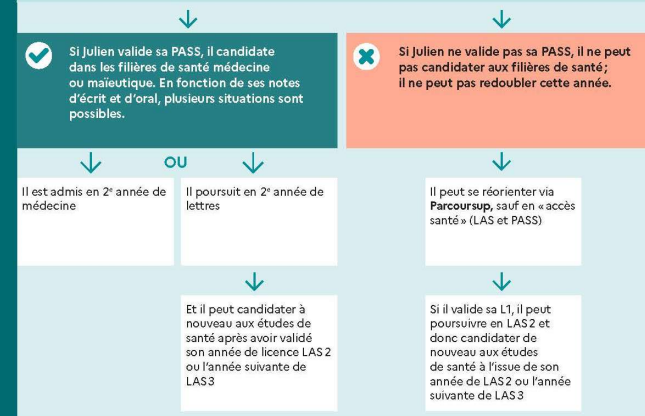 Si Julien valide sa PASS, il candidate
dans les filières de santé médecine
ou maïeutique. En fonction de ses notes
d'écrit et d'oral, plusieurs situations sont
possibles.
Si Julien ne valide pas sa PASS, il ne peut
pas candidater aux filières de santé ;
il ne peut pas redoubler cette année.
OU
Il est admis en 2e année de
médecine
Il poursuit en 2e année de
lettres
Il peut se réorienter via
Parcoursup, sauf en « accès
santé » (LAS et PASS)
Et il peut candidater à
nouveau aux études de
santé après avoir validé
son année de licence LAS 2
ou l'année suivante de
LAS 3
Si il valide sa L1, il peut
poursuivre en LAS 2 et
donc candidater de
nouveau aux études
de santé à l'issue de son
année de LAS 2 ou l'année
suivante de LAS 3